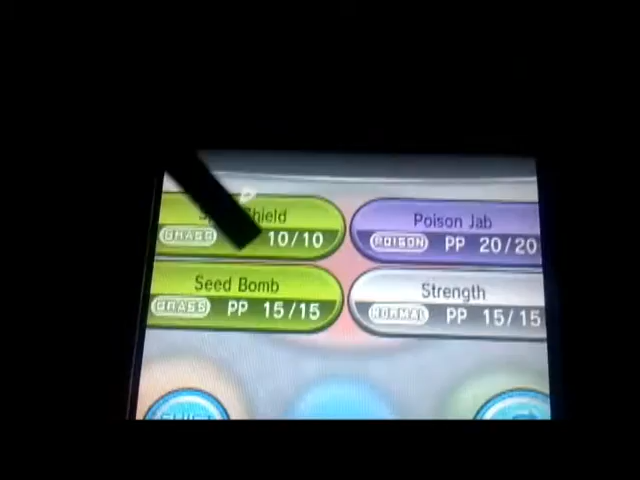 Shield Poison Jab
GRASS 10/10 POISON PP 20/20
Seed Bomb Strength
GRASS PP 15/15 NORMAL PP 15/15
SHIFT